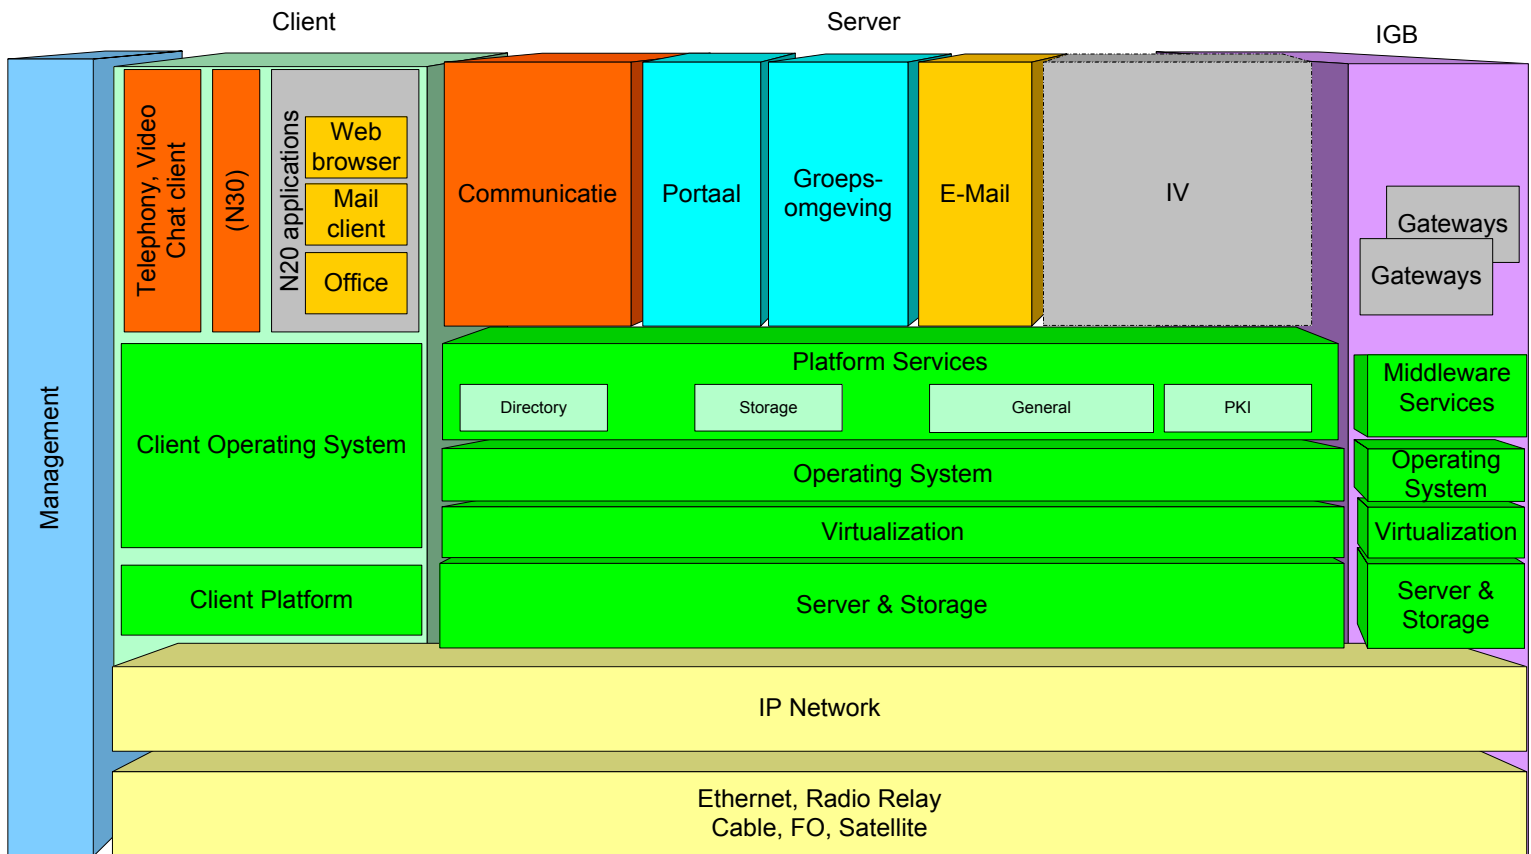 Client
Server
IGB
Management
Telephony, Video
Chat client
(N30)
N20 applications
Web
browser
Mail
client
Office
Client Operating System
Client Platform
Communicatie
Portaal
Groeps-
omgeving
E-Mail
IV
Platform Services
Directory
Storage
General
PKI
Operating System
Virtualization
Server & Storage
Gateways
Gateways
Middleware
Services
Operating
System
Virtualization
Server &
Storage
IP Network
Ethernet, Radio Relay
Cable, FO, Satellite